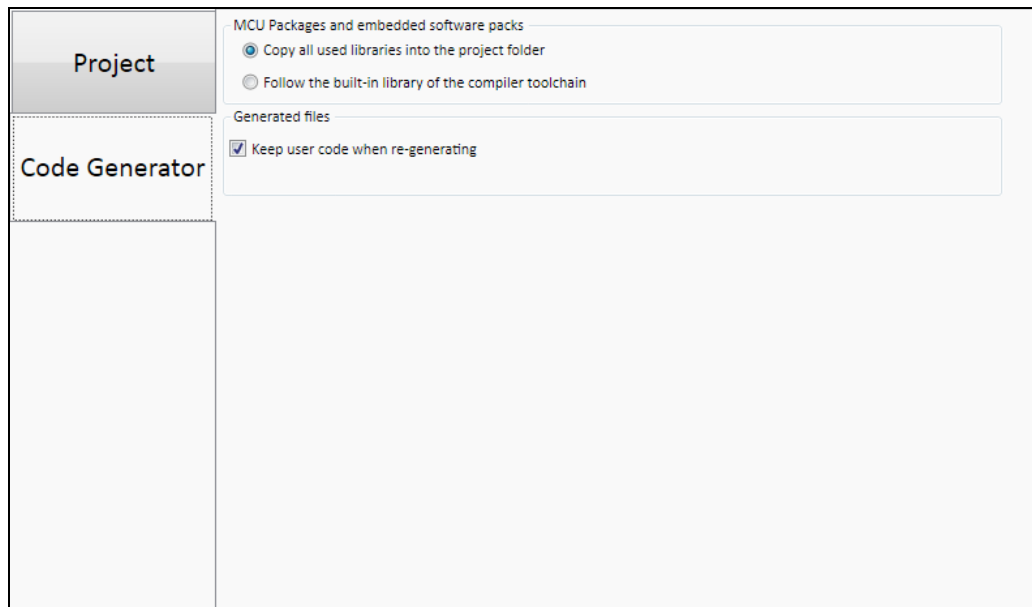 Project
Code Generator
MCU Packages and embedded software packs
Copy all used libraries into the project folder
Follow the built-in library of the compiler toolchain
Generated files
Keep user code when re-generating